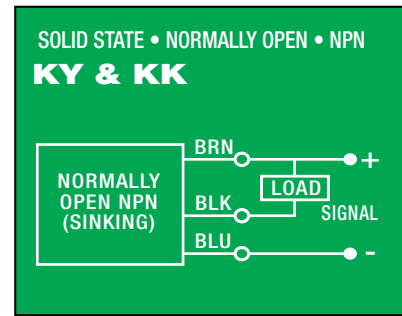 SOLID STATE • NORMALLY OPEN • NPN
KY & KK
BRN
+
NORMALLY
OPEN NPN
(SINKING)
LOAD
BLK
SIGNAL
BLU
-